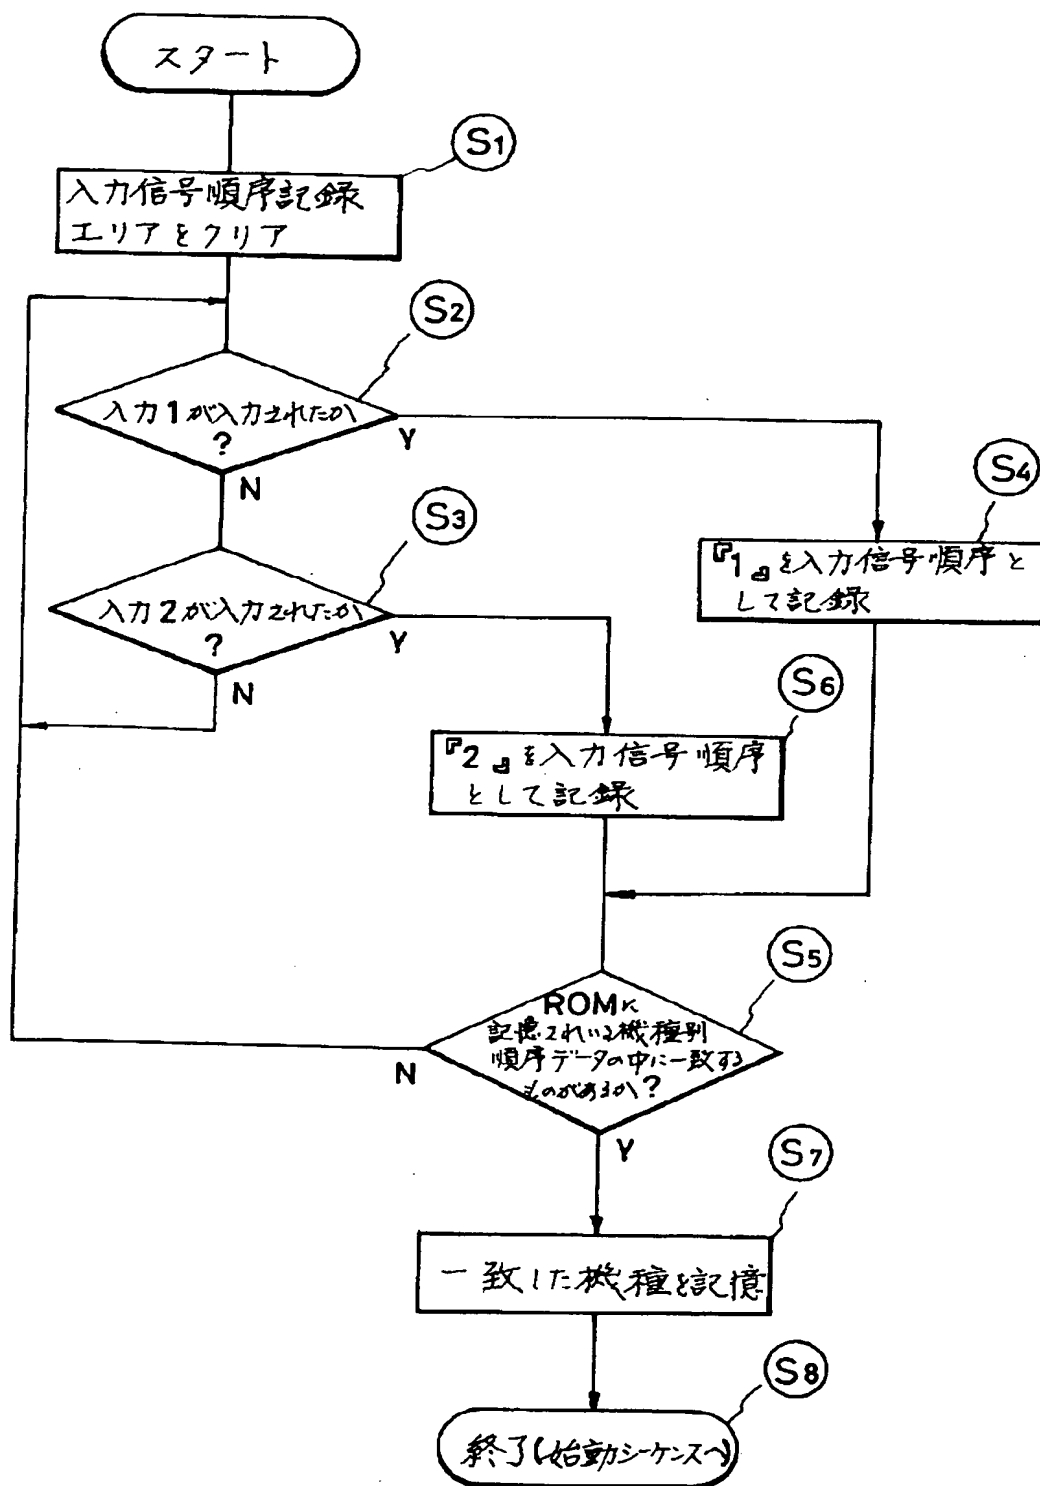 スタート
S1
入力信号順序記録
エリアをクリア
S2
入力1が入力されたか
?
Y
N
S4
『1』を入力信号順序と
して記録
S3
入力2が入力されたか
?
Y
N
S6
『2』を入力信号順序
として記録
S5
ROMに
記憶されいる機種別
順序データの中に一致する
ものがあるか?
N
Y
S7
一致した機種を記憶
S8
終了(始動シーケンスへ)